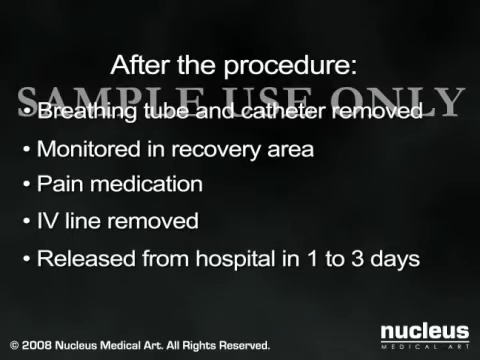 After the procedure:
SAMPLE USE ONLY
• Breathing tube and catheter removed
• Monitored in recovery area
• Pain medication
• IV line removed
• Released from hospital in 1 to 3 days
nucleus
MEDICAL ART
© 2008 Nucleus Medical Art. All Rights Reserved.